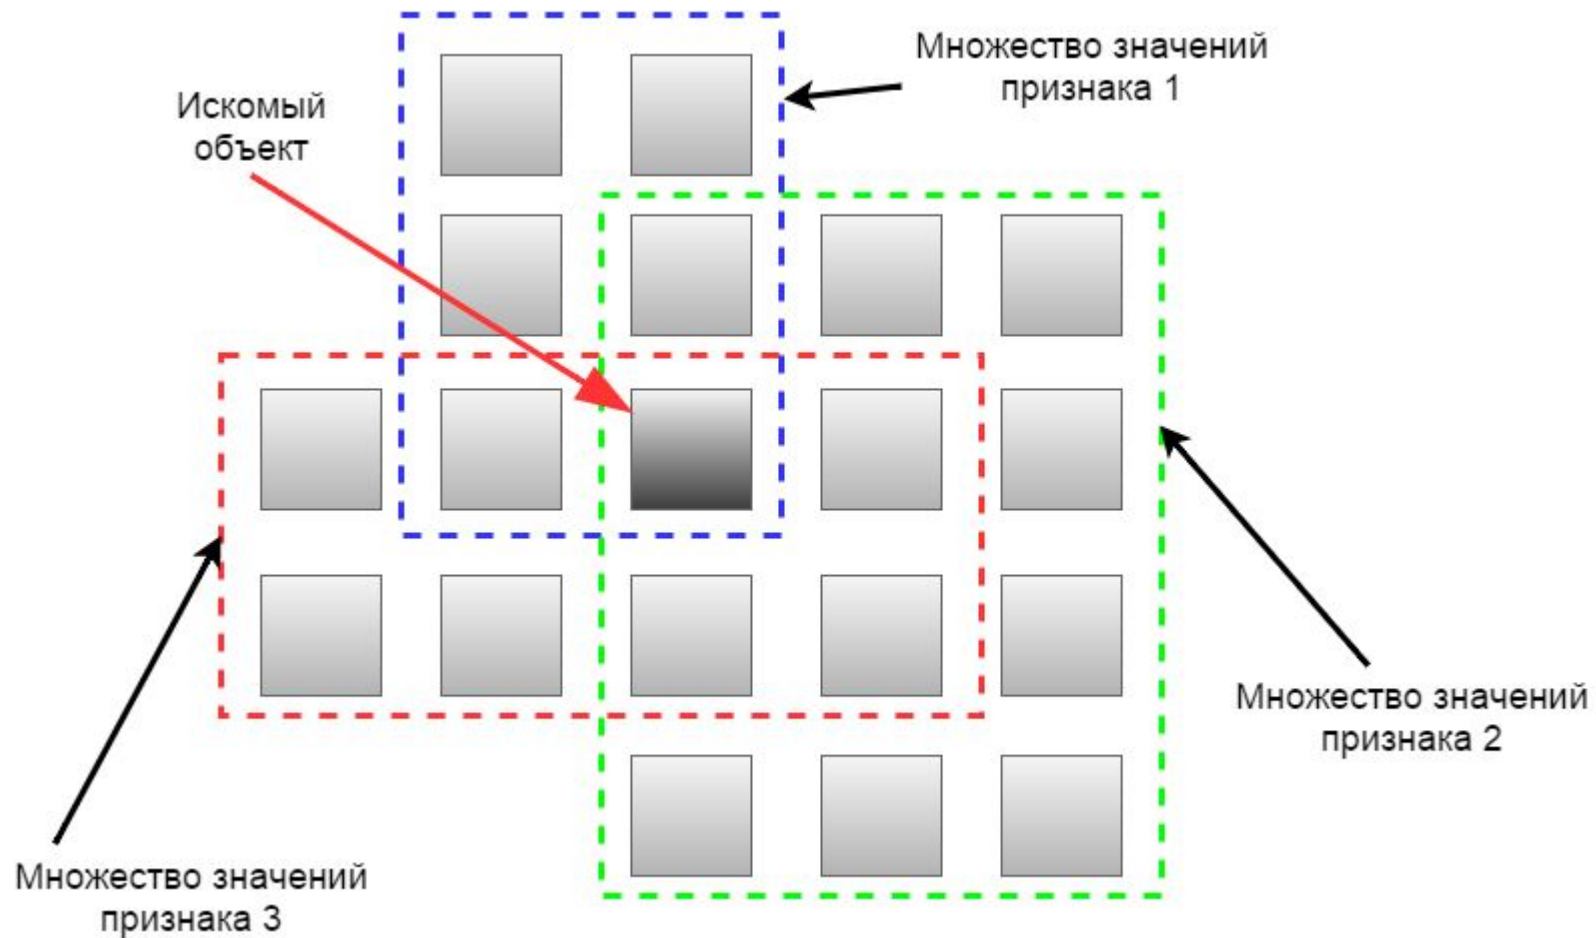 Множество значений
признака 1
Искомый
объект
Множество значений
признака 2
Множество значений
признака 3